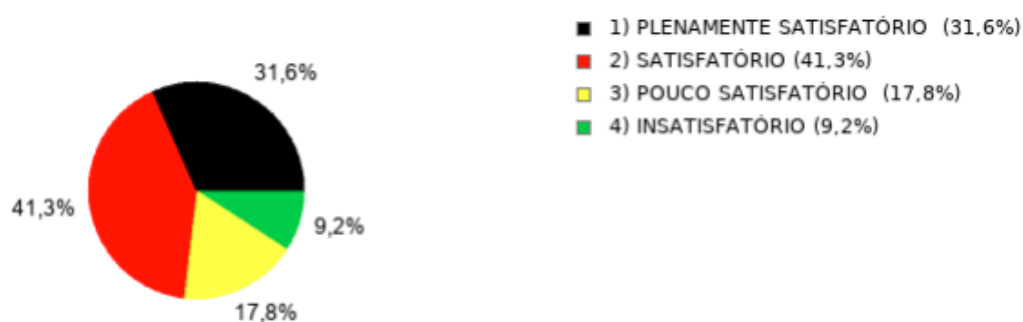 1) PLENAMENTE SATISFATÓRIO (31,6%)
2) SATISFATÓRIO (41,3%)
3) POUCO SATISFATÓRIO (17,8%)
4) INSATISFATÓRIO (9,2%)
31,6%
41,3%
9,2%
17,8%